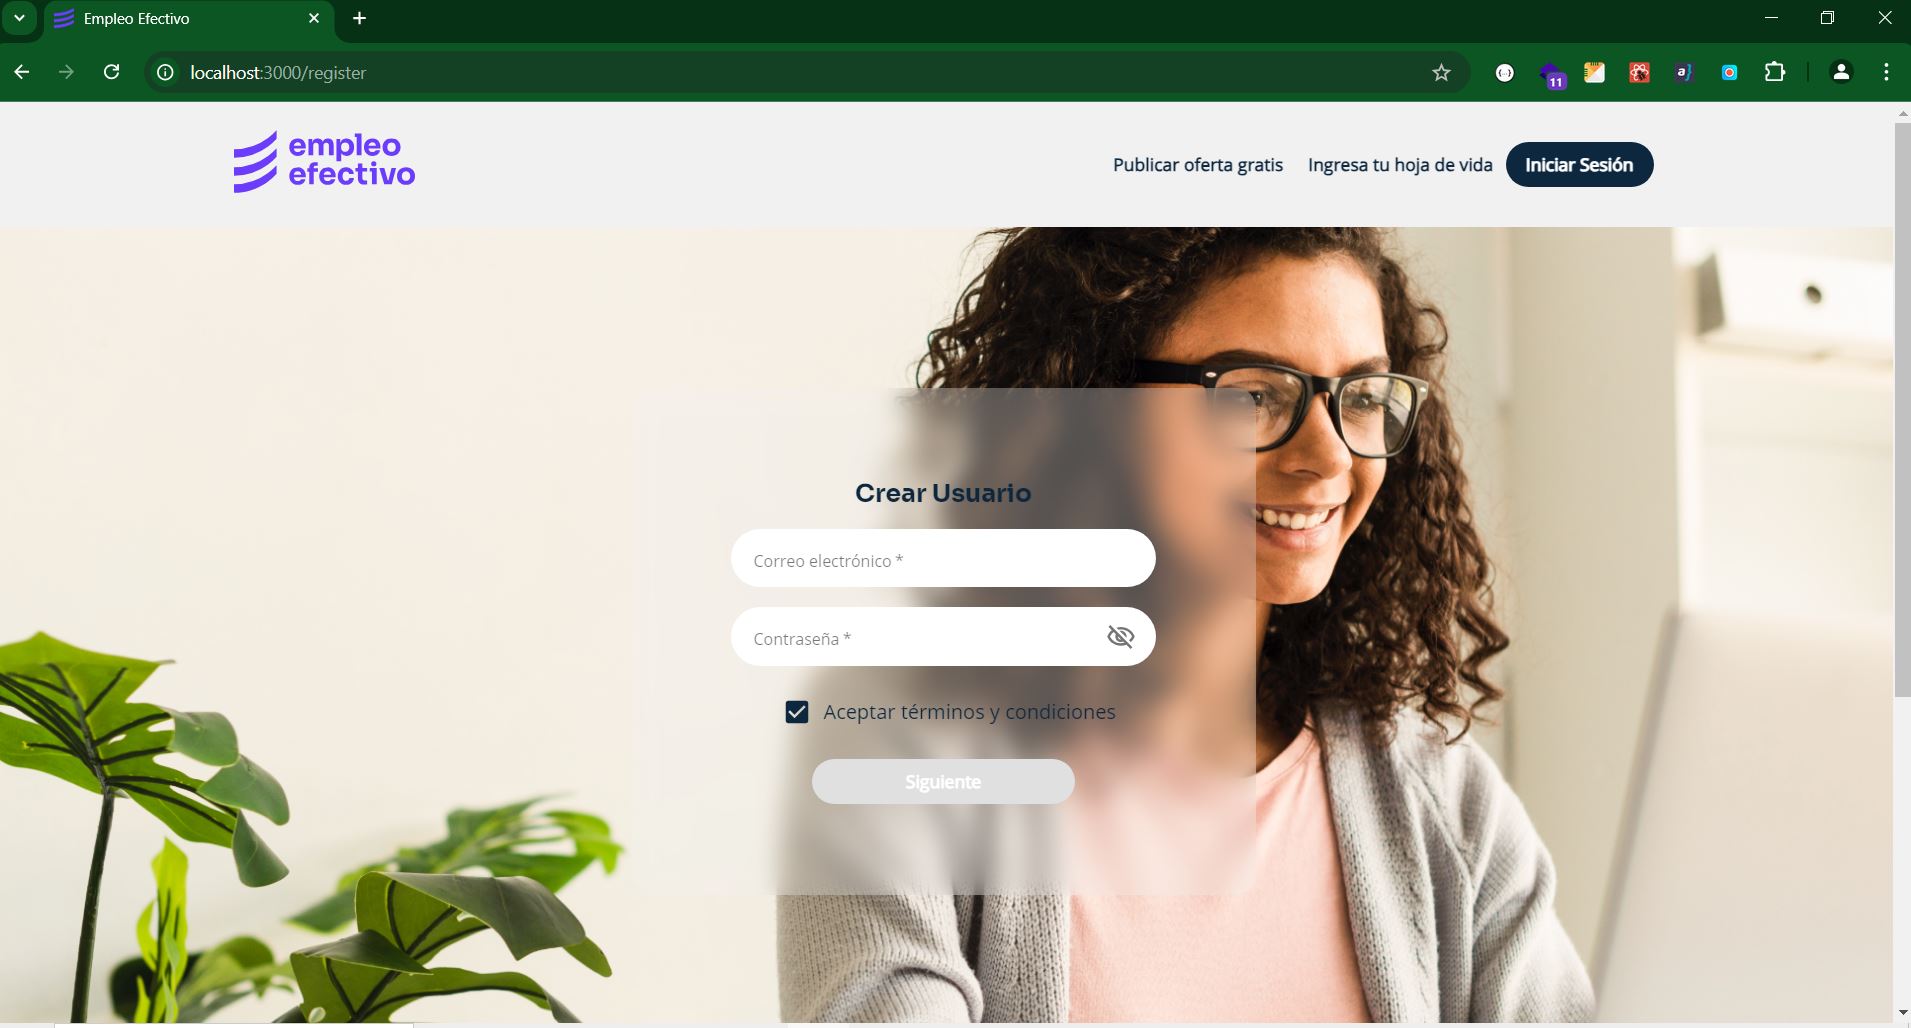 Empleo Efectivo
localhost:3000/register
11
a}
empleo
efectivo
Publicar oferta gratis
Ingresa tu hoja de vida
Iniciar Sesión
Crear Usuario
Correo electrónico *
Contraseña *
Aceptar términos y condiciones
Siguiente